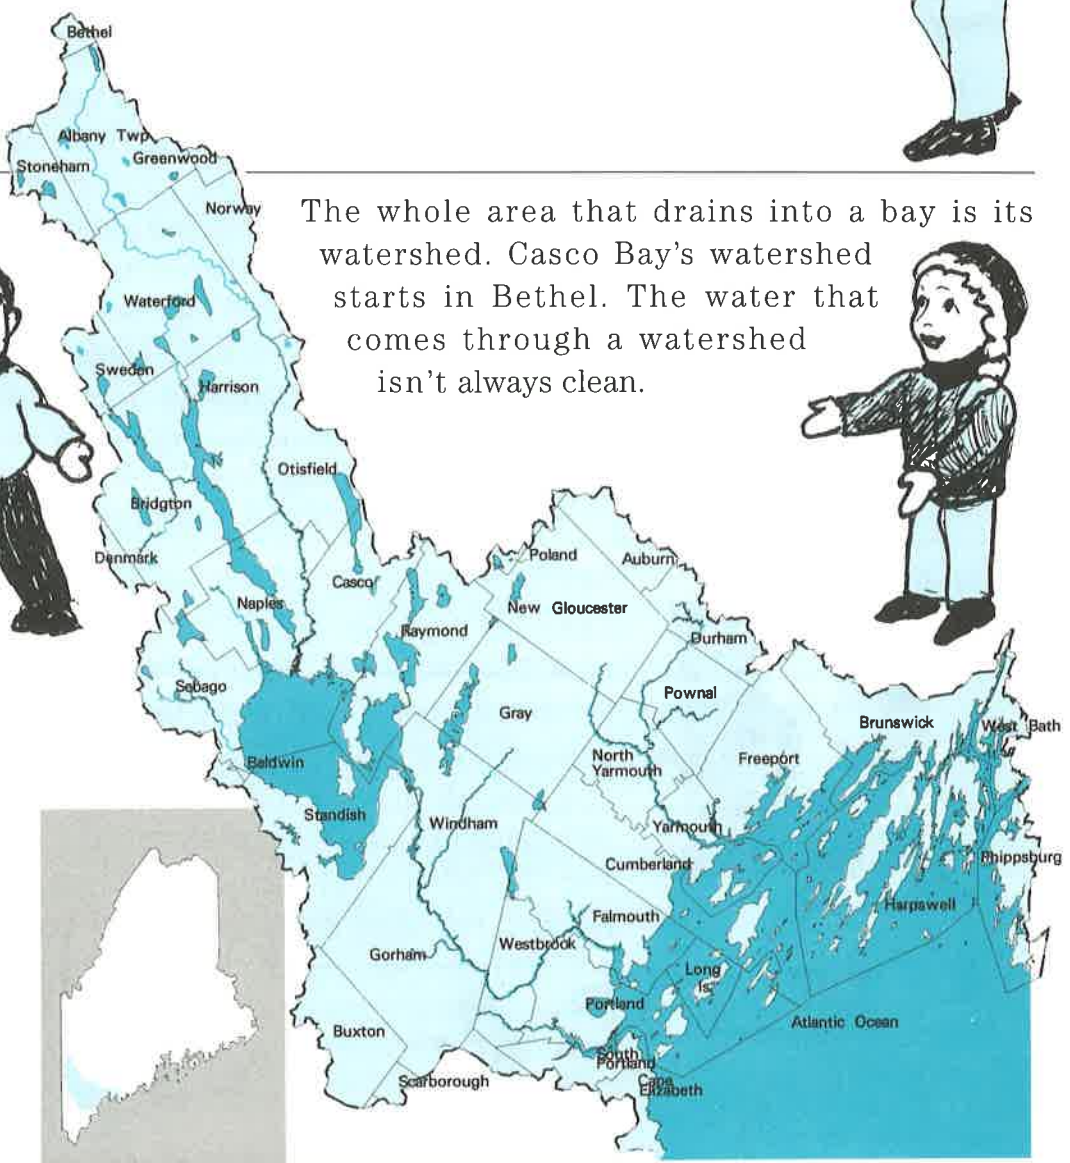 Bethel
Albany Twp.
Stoneham
Greenwood
Norway
The whole area that drains into a bay is its
watershed. Casco Bay's watershed
starts in Bethel. The water that
comes through a watershed
isn't always clean.
Waterford
Sweden
Harrison
Otisfield
Bridgton
Denmark
Casco
Poland
Auburn
Naples
New Gloucester
Raymond
Durham
Sebago
Pownal
Gray
Brunswick
West Bath
Baldwin
North
Yarmouth
Freeport
Standish
Windham
Yarmouth
Cumberland
Phippsburg
Harpswell
Falmouth
Westbrook
Gorham
Long
Is.
Portland
Atlantic Ocean
Buxton
South
Portland
Scarborough
Cape
Elizabeth